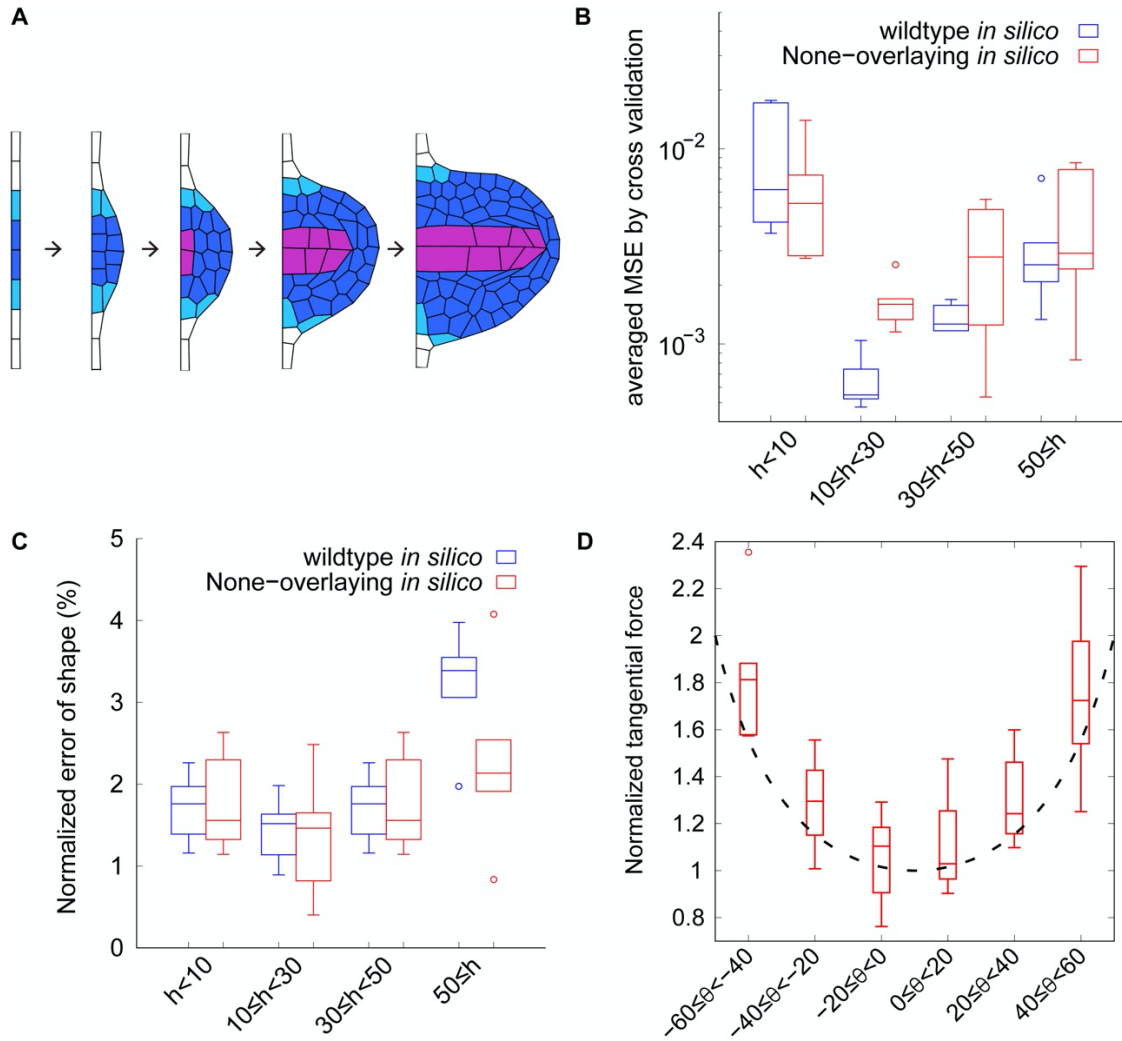 A
B
wildtype in silico
None−overlaying in silico
averaged MSE by cross validation
10−2
10−3
h<10
10≤h<30
30≤h<50
50≤h
C
wildtype in silico
None−overlaying in silico
Normalized error of shape (%)
5
4
3
2
1
0
h<10
10≤h<30
30≤h<50
50≤h
D
Normalized tangential force
2.4
2.2
2
1.8
1.6
1.4
1.2
1
0.8
−60≤θ<−40
−40≤θ<−20
−20≤θ<0
0≤θ<20
20≤θ<40
40≤θ<60